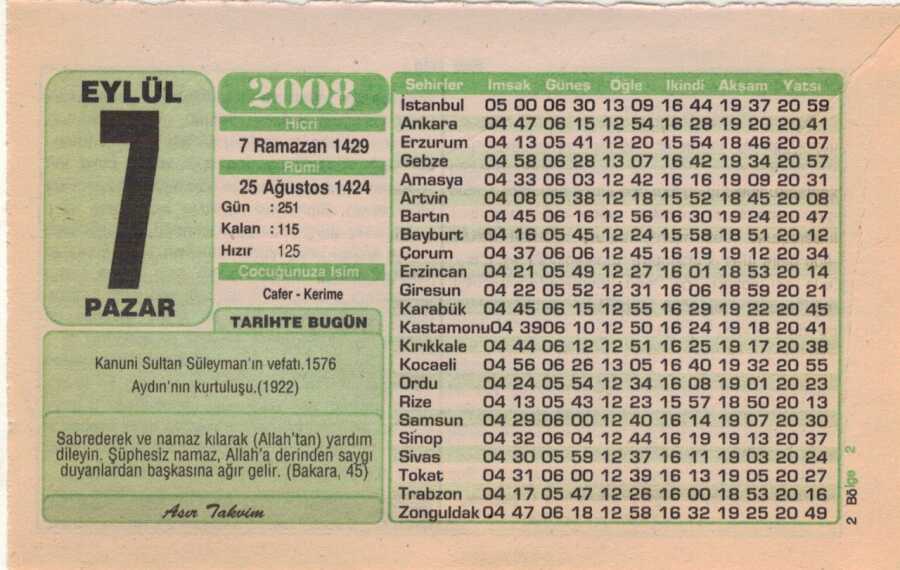 EYLÜL
7
PAZAR
2008
Hicri
7 Ramazan 1429
Rumi
25 Ağustos 1424
Gün : 251
Kalan : 115
Hızır 125
Çocuğunuza İsim
Cafer - Kerime
TARİHTE BUGÜN
Kanuni Sultan Süleyman'ın vefatı.1576
Aydın'nın kurtuluşu.(1922)
Sabrederek ve namaz kılarak (Allah'tan) yardım
dileyin. Şüphesiz namaz, Allah'a derinden saygı
duyanlardan başkasına ağır gelir. (Bakara, 45)
Asır Takvim
Şehirler İmsak Güneş Öğle İkindi Akşam Yatsı
İstanbul 05 00 06 30 13 09 16 44 19 37 20 59
Ankara 04 47 06 15 12 54 16 28 19 20 20 41
Erzurum 04 13 05 41 12 20 15 54 18 46 20 07
Gebze 04 58 06 28 13 07 16 42 19 34 20 57
Amasya 04 33 06 03 12 42 16 16 19 09 20 31
Artvin 04 08 05 38 12 18 15 52 18 45 20 08
Bartın 04 45 06 16 12 56 16 30 19 24 20 47
Bayburt 04 16 05 45 12 24 15 58 18 51 20 12
Çorum 04 37 06 06 12 45 16 19 19 12 20 34
Erzincan 04 21 05 49 12 27 16 01 18 53 20 14
Giresun 04 22 05 52 12 31 16 06 18 59 20 21
Karabük 04 45 06 15 12 55 16 29 19 22 20 45
Kastamonu04 3906 10 12 50 16 24 19 18 20 41
Kırıkkale 04 44 06 12 12 51 16 25 19 17 20 38
Kocaeli 04 56 06 26 13 05 16 40 19 32 20 55
Ordu 04 24 05 54 12 34 16 08 19 01 20 23
Rize 04 13 05 43 12 23 15 57 18 50 20 13
Samsun 04 29 06 00 12 40 16 14 19 07 20 30
Sinop 04 32 06 04 12 44 16 19 19 13 20 37
Sivas 04 30 05 59 12 37 16 11 19 03 20 24
Tokat 04 31 06 00 12 39 16 13 19 05 20 27
Trabzon 04 17 05 47 12 26 16 00 18 53 20 16
Zonguldak 04 47 06 18 12 58 16 32 19 25 20 49
2 Bölge 2